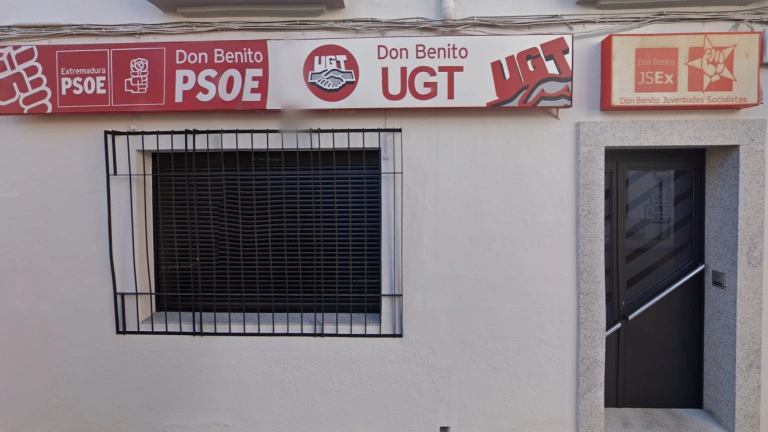 Extremadura
PSOE
Don Benito
PSOE
UGT
Don Benito
UGT
UGT
Don Benito
JSEx
Don Benito Juventudes Socialistas